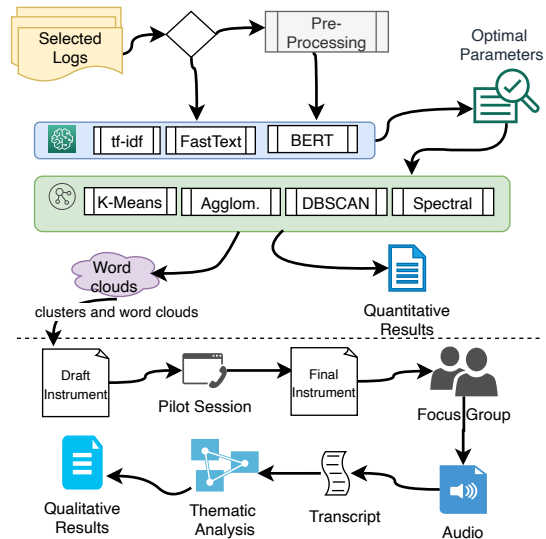 Selected
Logs
Pre-
Processing
Optimal
Parameters
tf-idf
FastText
BERT
K-Means
Agglom.
DBSCAN
Spectral
Word
clouds
Quantitative
Results
clusters and word clouds
Draft
Instrument
Pilot Session
Final
Instrument
Focus Group
Qualitative
Results
Thematic
Analysis
Transcript
Audio